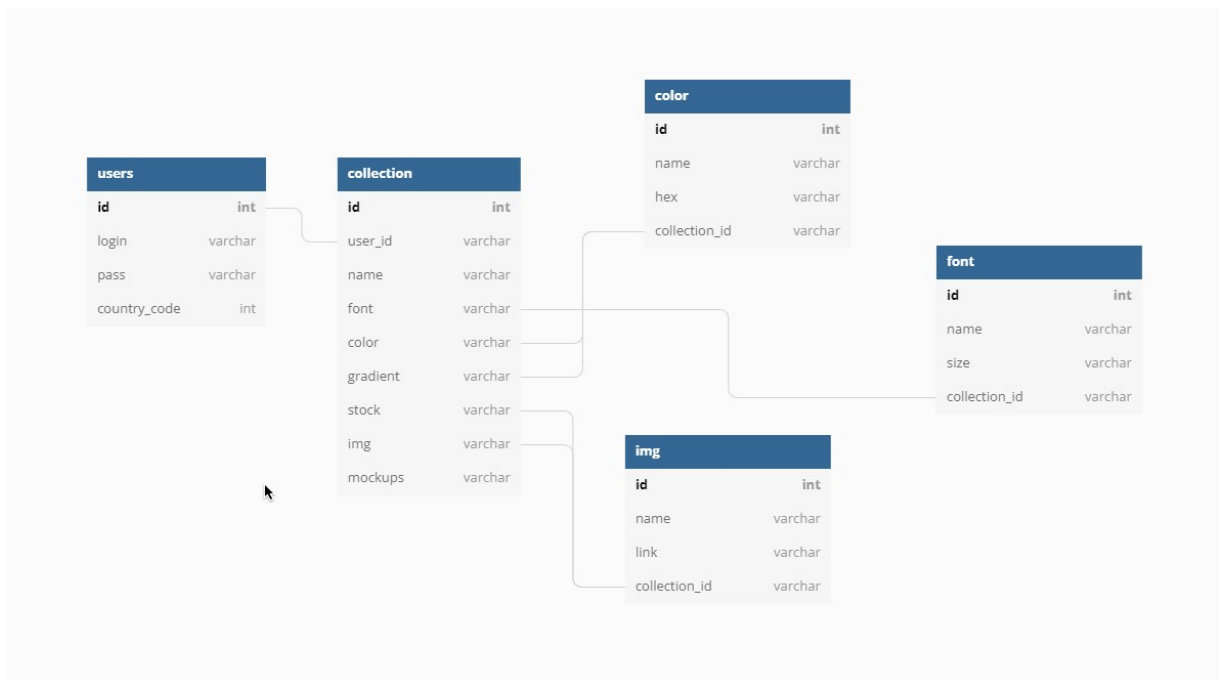 users
id int
login varchar
pass varchar
country_code int
collection
id int
user_id varchar
name varchar
font varchar
color varchar
gradient varchar
stock varchar
img varchar
mockups varchar
color
id int
name varchar
hex varchar
collection_id varchar
font
id int
name varchar
size varchar
collection_id varchar
img
id int
name varchar
link varchar
collection_id varchar